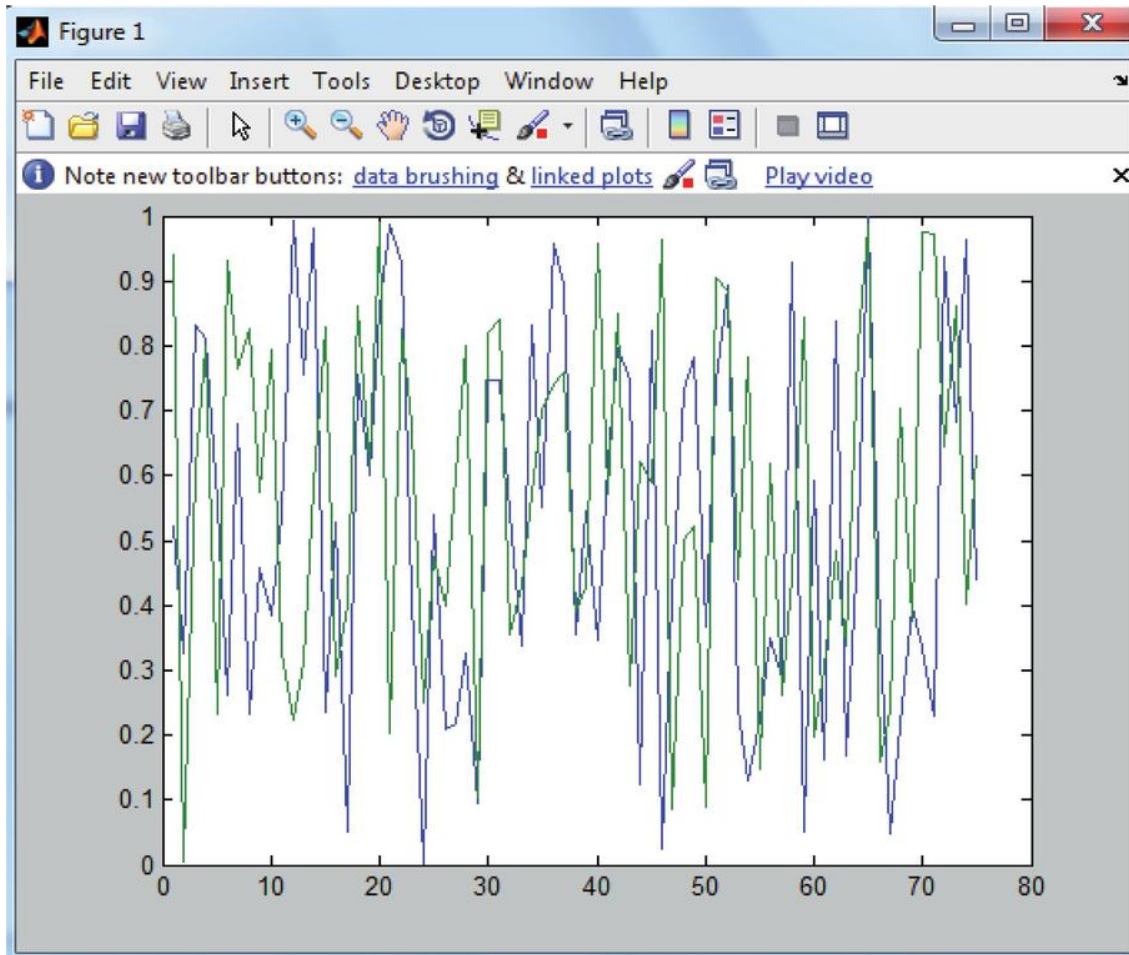 Figure 1
File Edit View Insert Tools Desktop Window Help
Note new toolbar buttons: data brushing & linked plots Play video
1
0.9
0.8
0.7
0.6
0.5
0.4
0.3
0.2
0.1
0
0 10 20 30 40 50 60 70 80